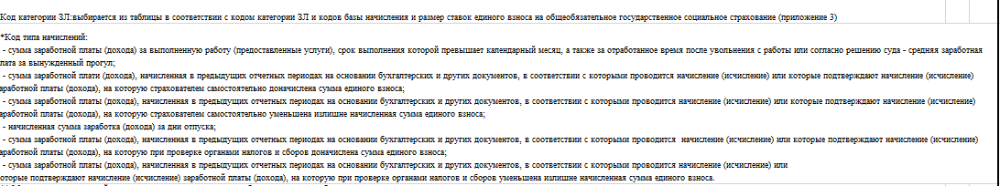 Код категории ЗЛ:выбирается из таблицы в соответствии с кодом категории ЗЛ и кодов базы начисления и размер ставок единого взноса на общеобязательное государственное социальное страхование (приложение 3)
*Код типа начислений:
- сумма заработной платы (дохода) за выполненную работу (предоставленные услуги), срок выполнения которой превышает календарный месяц, а также за отработанное время после увольнения с работы или согласно решению суда - средняя заработная
лата за вынужденный прогул;
- сумма заработной плати (дохода), начисленная в предыдущих отчетных периодах на основании бухгалтерских и других документов, в соответствии с которыми проводится начисление (исчисление) или которые подтверждают начисление (исчисление)
аработной платы (дохода), на которую страхователем самостоятельно доначислена сумма единого взноса;
- сумма заработной платы (дохода), начисленная в предыдущих отчетных периодах на основании бухгалтерских и других документов, в соответствии с которыми проводится начисление (исчисление) или которые подтверждают начисление (исчисление)
аработной платы (дохода), на которую страхователем самостоятельно уменьшена излишне начисленная сумма единого взноса;
- начисленная сумма заработка (дохода) за дни отпуска;
- сумма заработной платы (дохода), начисленная в предыдущих отчетных периодах на основании бухгалтерских и других документов, в соответствии с которыми проводится начисление (исчисление) или которые подтверждают начисление (исчисление)
аработной платы (дохода), на которую при проверке органами налогов и сборов доначислена сумма единого взноса;
- сумма заработной платы (дохода), начисленная в предыдущих отчетных периодах на основании бухгалтерских и других документов, в соответствии с которыми проводится начисление (исчисление) или
оторые подтверждают начисление (исчисление) заработной платы (дохода), на которую при проверке органами налогов и сборов уменьшена излишне начисленная сумма единого взноса.